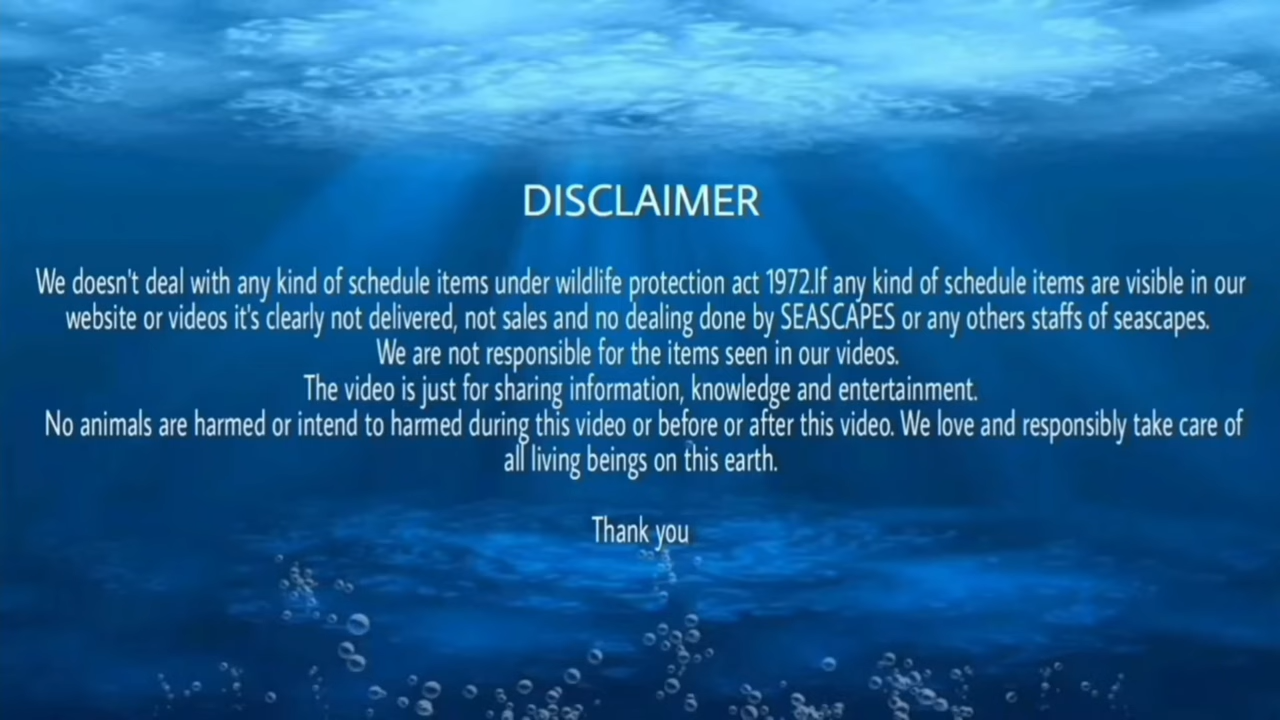 DISCLAIMER
We doesn't deal with any kind of schedule items under wildlife protection act 1972.If any kind of schedule items are visible in our
website or videos it's clearly not delivered, not sales and no dealing done by SEASCAPES or any others staffs of seascapes.
We are not responsible for the items seen in our videos.
The video is just for sharing information, knowledge and entertainment.
No animals are harmed or intend to harmed during this video or before or after this video. We love and responsibly take care of
all living beings on this earth.
Thank you